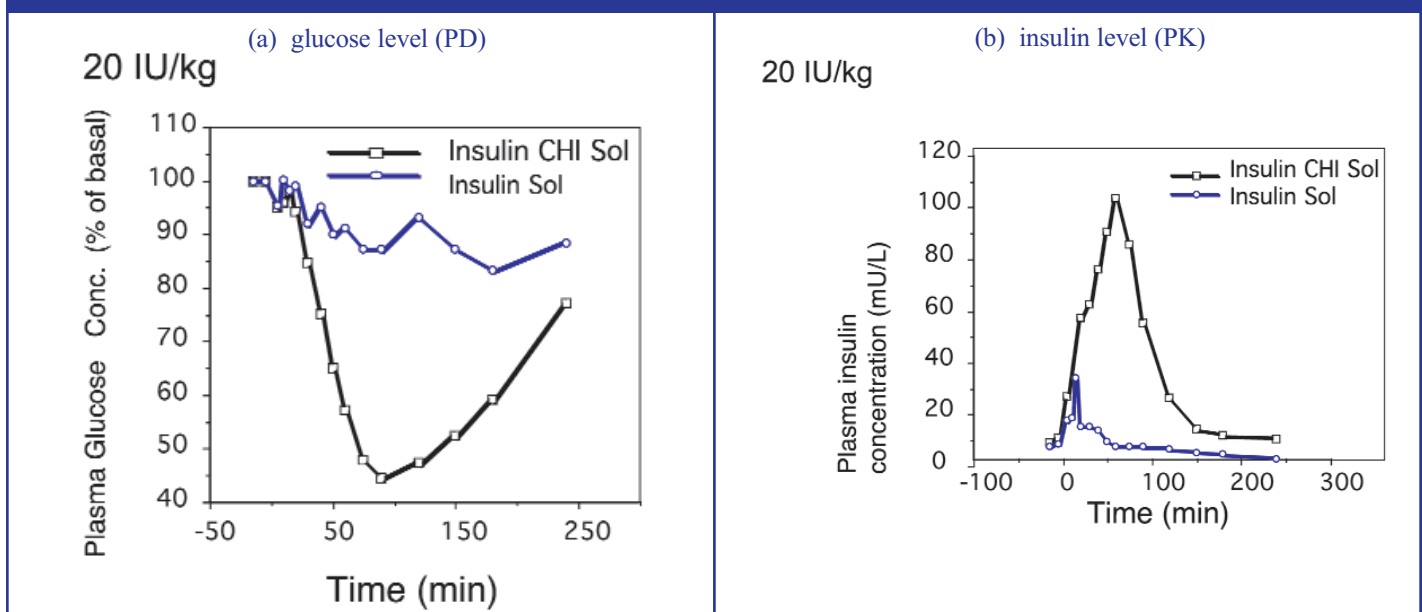 (a) glucose level (PD)
20 IU/kg
110
100
90
80
70
60
50
40
Plasma Glucose Conc. (% of basal)
Insulin CHI Sol
Insulin Sol
-50
50
150
250
Time (min)
(b) insulin level (PK)
20 IU/kg
120
100
80
60
40
20
0
Plasma insulin
concentration (mU/L)
Insulin CHI Sol
Insulin Sol
-100
0
100
200
300
Time (min)